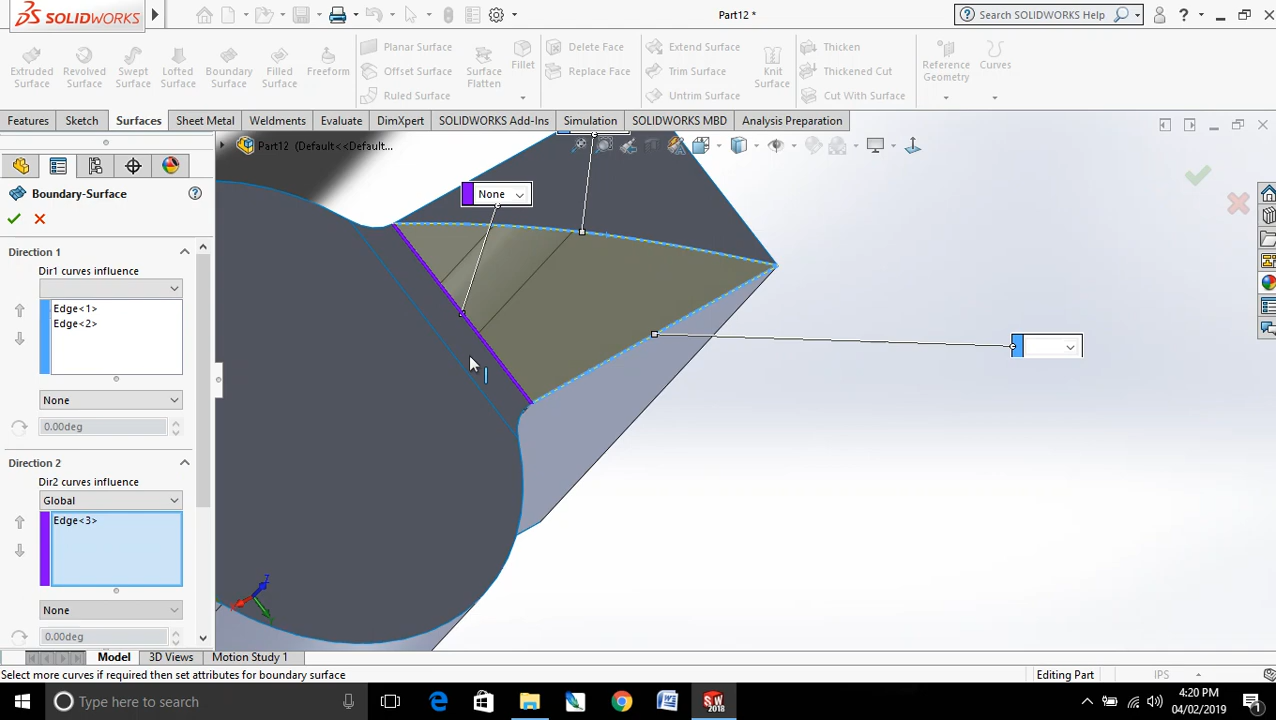 SOLIDWORKS
Part12 *
Search SOLIDWORKS Help
?
Extruded Surface
Revolved Surface
Swept Surface
Lofted Surface
Boundary Surface
Filled Surface
Freeform
Planar Surface
Offset Surface
Ruled Surface
Surface Flatten
Fillet
Delete Face
Replace Face
Extend Surface
Trim Surface
Untrim Surface
Knit Surface
Thicken
Thickened Cut
Cut With Surface
Reference Geometry
Curves
Features
Sketch
Surfaces
Sheet Metal
Weldments
Evaluate
DimXpert
SOLIDWORKS Add-Ins
Simulation
SOLIDWORKS MBD
Analysis Preparation
Part12 (Default<<Default...
Boundary-Surface
?
Direction 1
Dir1 curves influence
Edge<1>
Edge<2>
None
0.00deg
Direction 2
Dir2 curves influence
Global
Edge<3>
None
0.00deg
None
Z
Model
3D Views
Motion Study 1
Select more curves if required then set attributes for boundary surface
Editing Part
IPS
Type here to search
SW
2018
4:20 PM
04/02/2019
1